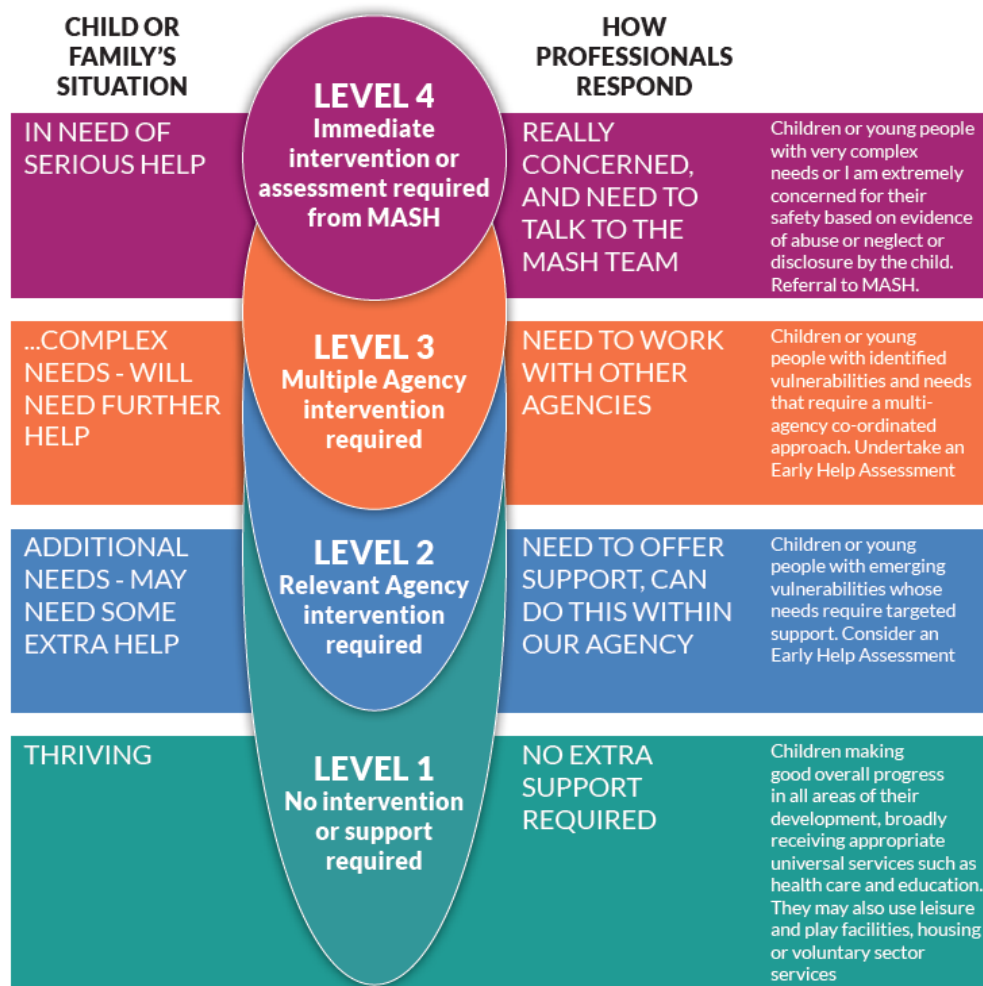 CHILD OR
FAMILY'S
SITUATION
HOW
PROFESSIONALS
RESPOND
IN NEED OF
SERIOUS HELP
LEVEL 4
Immediate
intervention or
assessment required
from MASH
REALLY
CONCERNED,
AND NEED TO
TALK TO THE
MASH TEAM
Children or young people
with very complex
needs or I am extremely
concerned for their
safety based on evidence
of abuse or neglect or
disclosure by the child.
Referral to MASH.
...COMPLEX
NEEDS - WILL
NEED FURTHER
HELP
LEVEL 3
Multiple Agency
intervention
required
NEED TO WORK
WITH OTHER
AGENCIES
Children or young
people with identified
vulnerabilities and needs
that require a multi-
agency co-ordinated
approach. Undertake an
Early Help Assessment
ADDITIONAL
NEEDS - MAY
NEED SOME
EXTRA HELP
LEVEL 2
Relevant Agency
intervention
required
NEED TO OFFER
SUPPORT, CAN
DO THIS WITHIN
OUR AGENCY
Children or young
people with emerging
vulnerabilities whose
needs require targeted
support. Consider an
Early Help Assessment
THRIVING
LEVEL 1
No intervention
or support
required
NO EXTRA
SUPPORT
REQUIRED
Children making
good overall progress
in all areas of their
development, broadly
receiving appropriate
universal services such as
health care and education.
They may also use leisure
and play facilities, housing
or voluntary sector
services